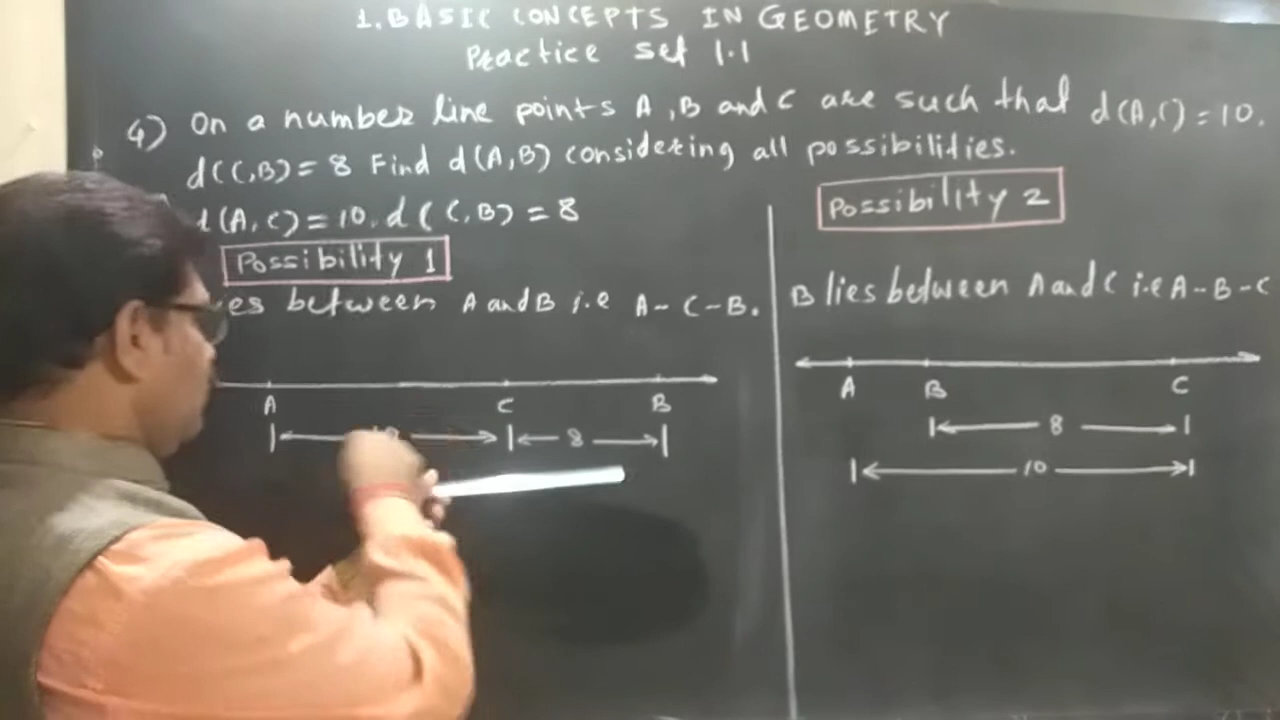 1. BASIC CONCEPTS IN GEOMETRY
Practice set 1.1
4) On a number line points A, B and C are such that d(A,C)=10.
d(C,B)=8 Find d(A,B) considering all possibilities.
(A,C)=10, d(C,B)=8
Possibility 1
between A and B i.e A-C-B.
A C B
8
Possibility 2
B lies between A and C i.e A-B-C
A B C
8
10